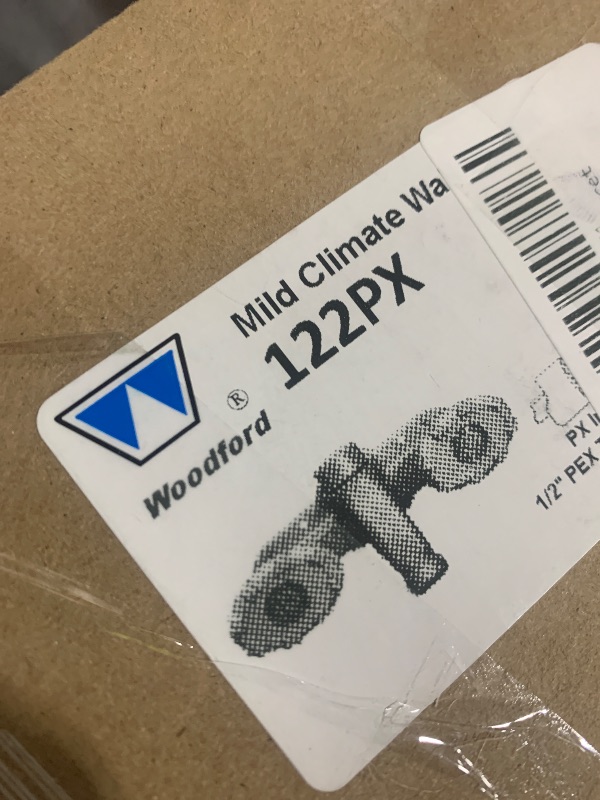 Mild Climate Wa
122PX
®
Woodford
PX
1/2" PEX